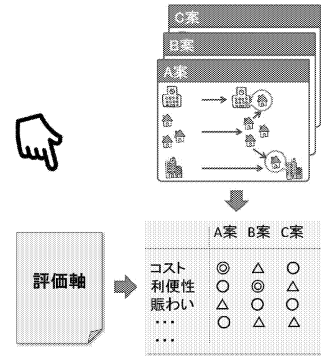 C案
B案
A案
評価軸
A案 B案 C案
コスト ◎ △ ○
利便性 ○ ◎ △
賑わい △ ○ ○
･･･ ○ △ △
･･･